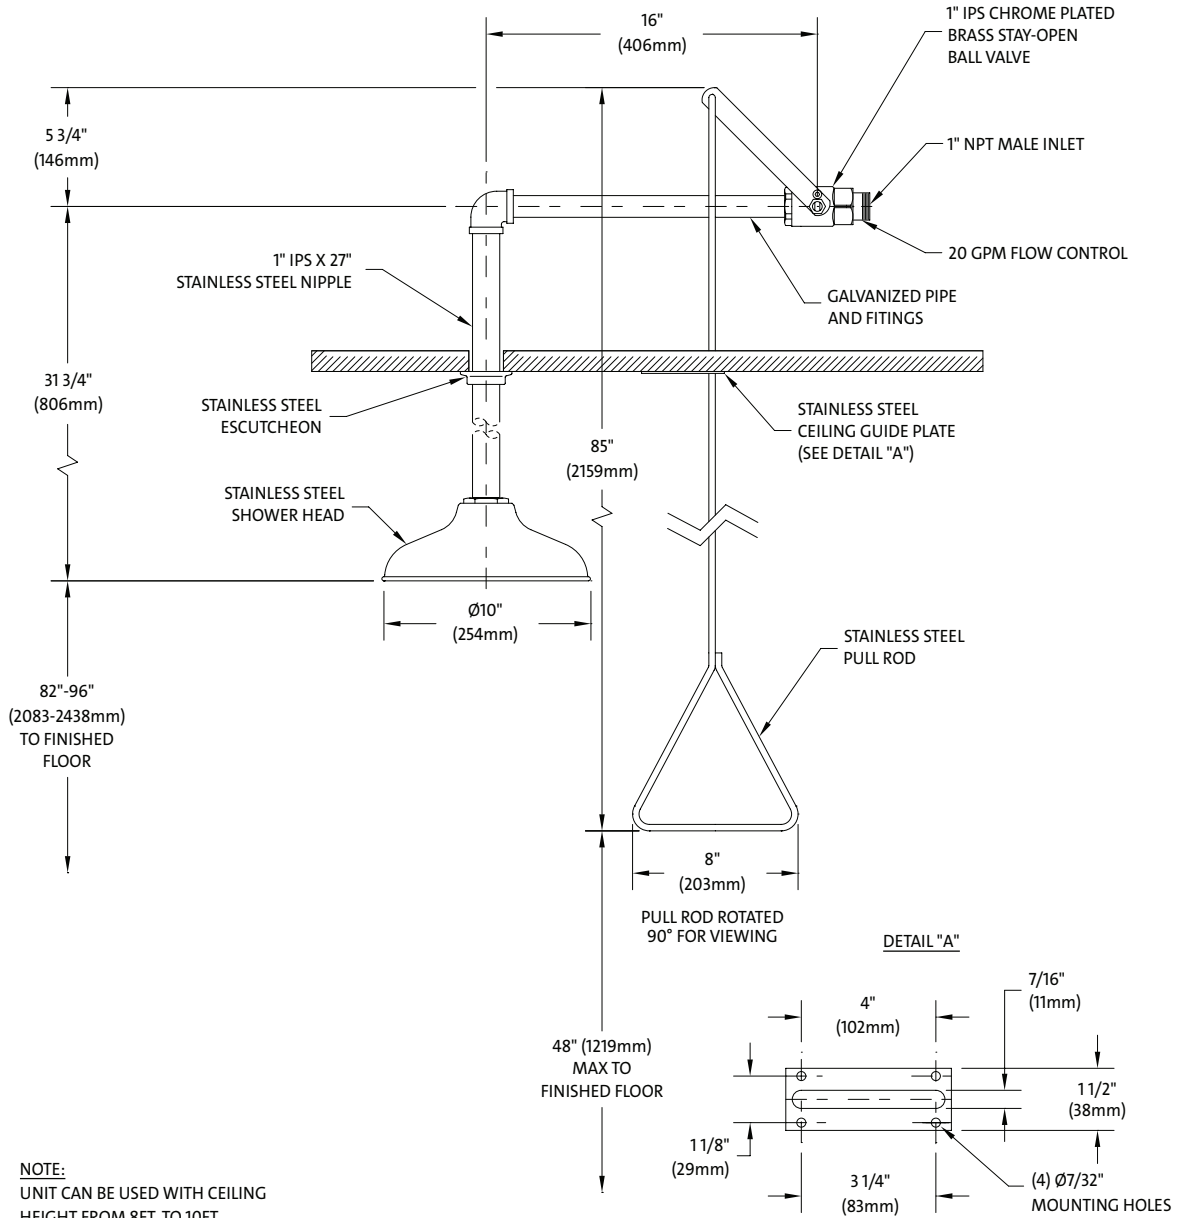 16"
(406mm)
1" IPS CHROME PLATED
BRASS STAY-OPEN
BALL VALVE
5 3/4"
(146mm)
1" NPT MALE INLET
20 GPM FLOW CONTROL
1" IPS X 27"
STAINLESS STEEL NIPPLE
GALVANIZED PIPE
AND FITTINGS
31 3/4"
(806mm)
STAINLESS STEEL
ESCUTCHEON
STAINLESS STEEL
CEILING GUIDE PLATE
(SEE DETAIL "A")
85"
(2159mm)
STAINLESS STEEL
SHOWER HEAD
Ø10"
(254mm)
STAINLESS STEEL
PULL ROD
82"-96"
(2083-2438mm)
TO FINISHED
FLOOR
8"
(203mm)
PULL ROD ROTATED
90° FOR VIEWING
DETAIL "A"
7/16"
(11mm)
4"
(102mm)
48" (1219mm)
MAX TO
FINISHED FLOOR
1 1/2"
(38mm)
1 1/8"
(29mm)
3 1/4"
(83mm)
(4) Ø7/32"
MOUNTING HOLES
NOTE:
UNIT CAN BE USED WITH CEILING
HEIGHT FROM 8FT. TO 10FT.